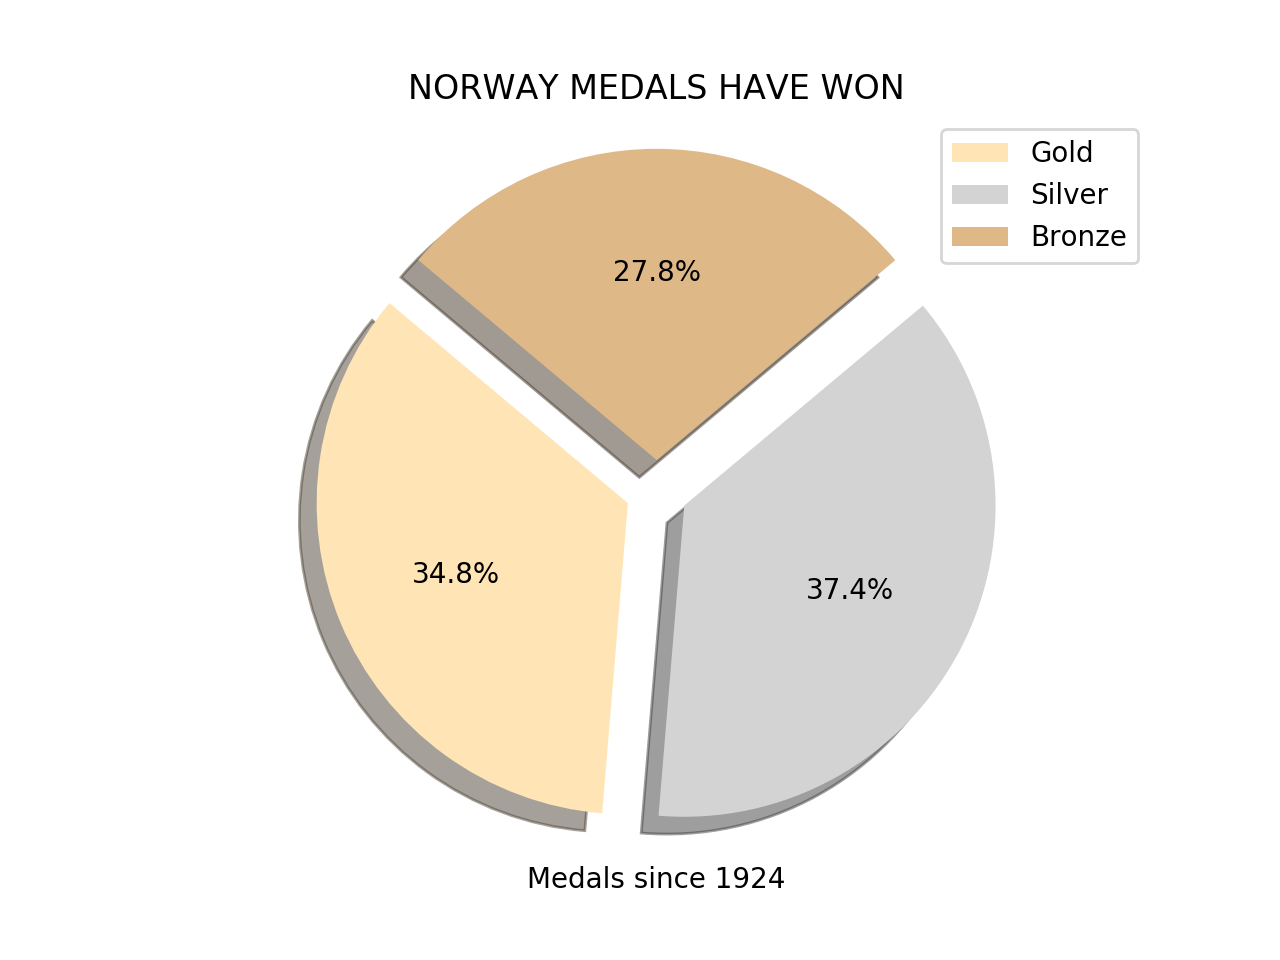 NORWAY MEDALS HAVE WON
Gold
Silver
Bronze
27.8%
34.8%
37.4%
Medals since 1924